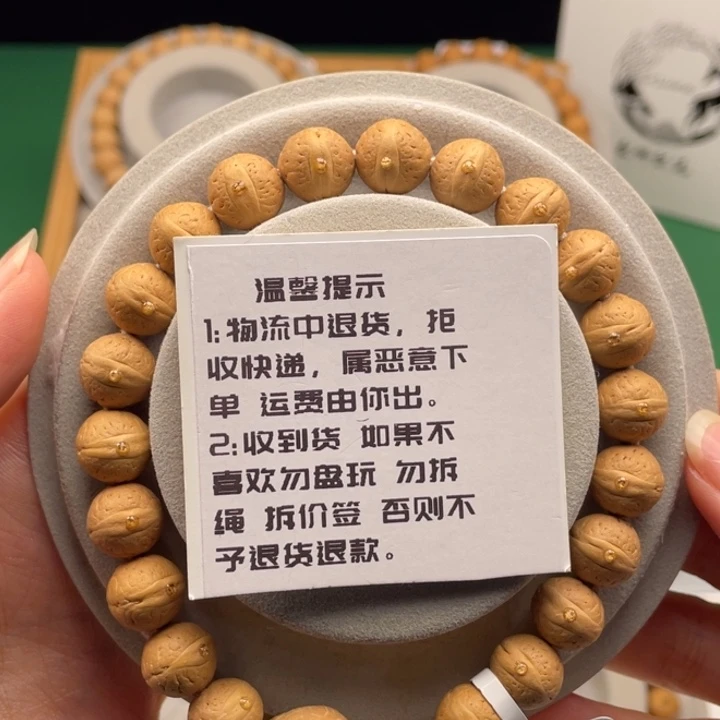 温馨提示
1:物流中退货，拒
收快递，属恶意下
单 运费由你出。
2:收到货 如果不
喜欢勿盘玩 勿拆
绳 拆价签 否则不
予退货退款。